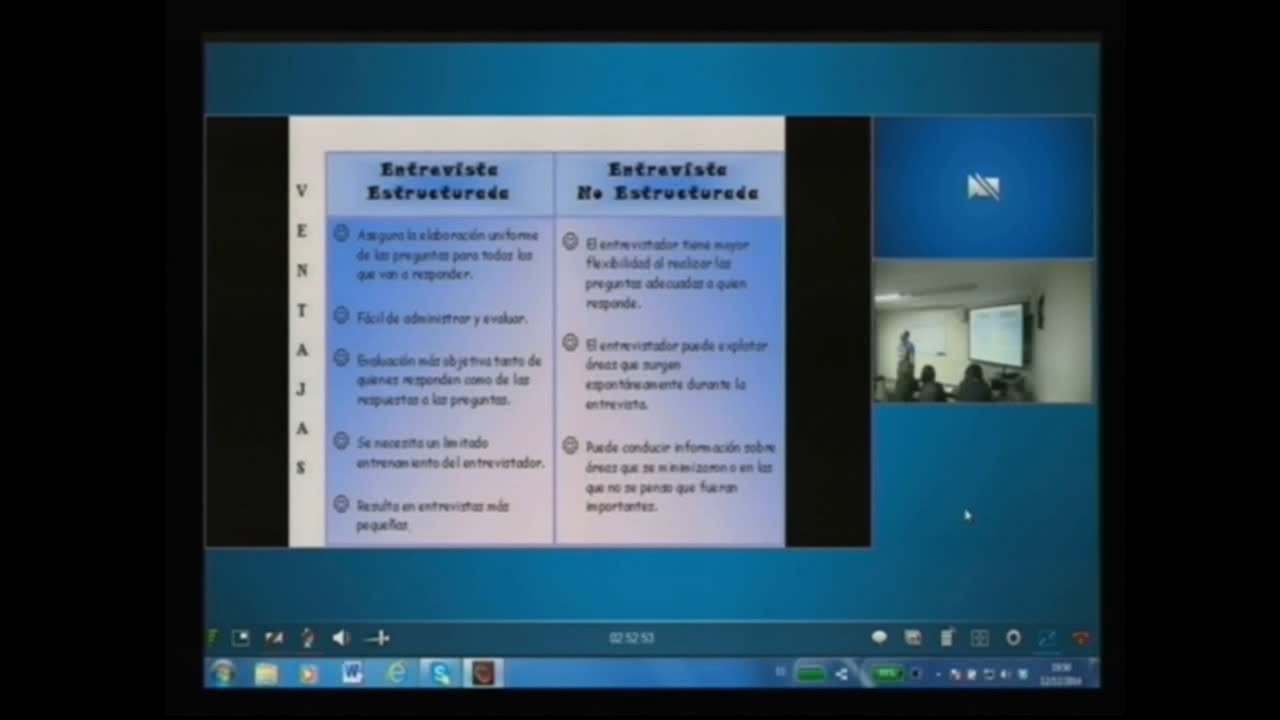 VENTAJAS
Entrevista
Estructurada
Asegura la elaboración uniforme
de las preguntas para todos los
que van a responder.
Fácil de administrar y evaluar.
Evaluación más objetiva tanto de
quienes responden como de las
respuestas a las preguntas.
Se necesita un limitado
entrenamiento del entrevistador.
Resulta en entrevistas más
pequeñas.
Entrevista
No Estructurada
El entrevistador tiene mayor
flexibilidad al realizar las
preguntas adecuadas a quien
responde.
El entrevistador puede explotar
áreas que surgen
espontáneamente durante la
entrevista.
Puede conducir información sobre
áreas que se minimizaron o en las
que no se penso que fueran
importantes.
02:52:53